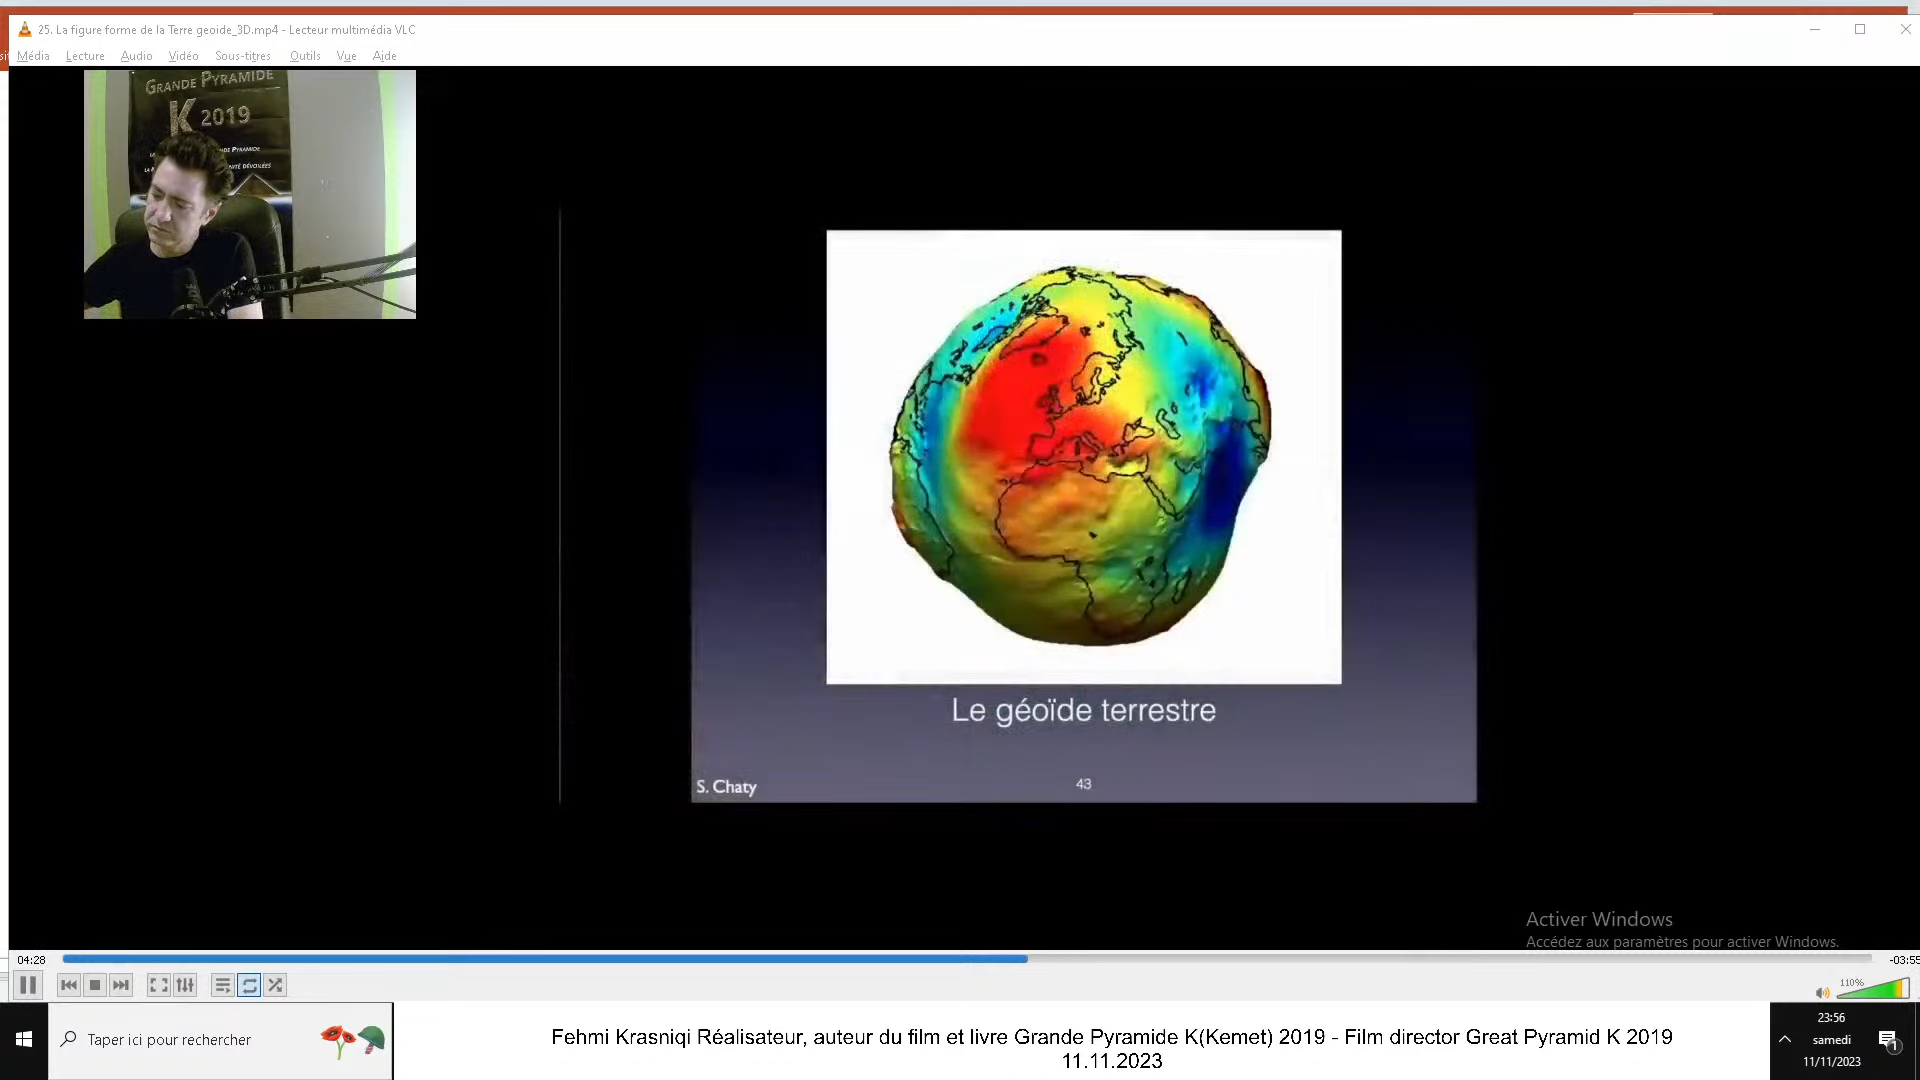 25. La figure forme de la Terre geoide_3D.mp4 - Lecteur multimédia VLC
Média Lecture Audio Vidéo Sous-titres Outils Vue Aide
GRANDE PYRAMIDE
K 2019
Le géoïde terrestre
S. Chaty
43
Activer Windows
Accédez aux paramètres pour activer Windows.
04:28
-03:55
110%
Taper ici pour rechercher
Fehmi Krasniqi Réalisateur, auteur du film et livre Grande Pyramide K(Kemet) 2019 - Film director Great Pyramid K 2019
11.11.2023
23:56
samedi
11/11/2023
1